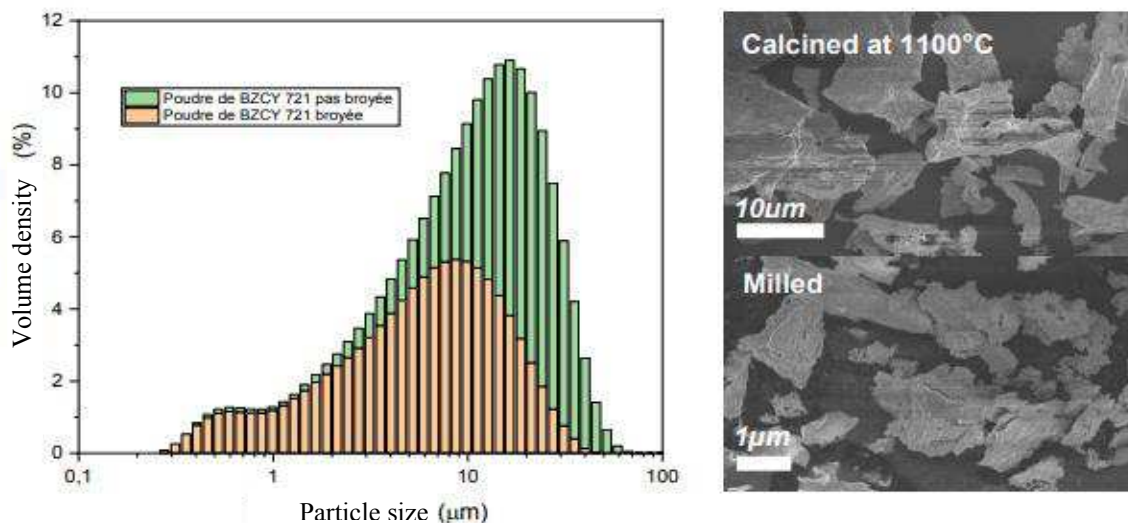 12
10
8
6
4
2
0
Volume density (%)
Poudre de BZCY 721 pas broyée
Poudre de BZCY 721 broyée
0,1 1 10 100
Particle size (μm)
Calcined at 1100°C
10um
Milled
1μm